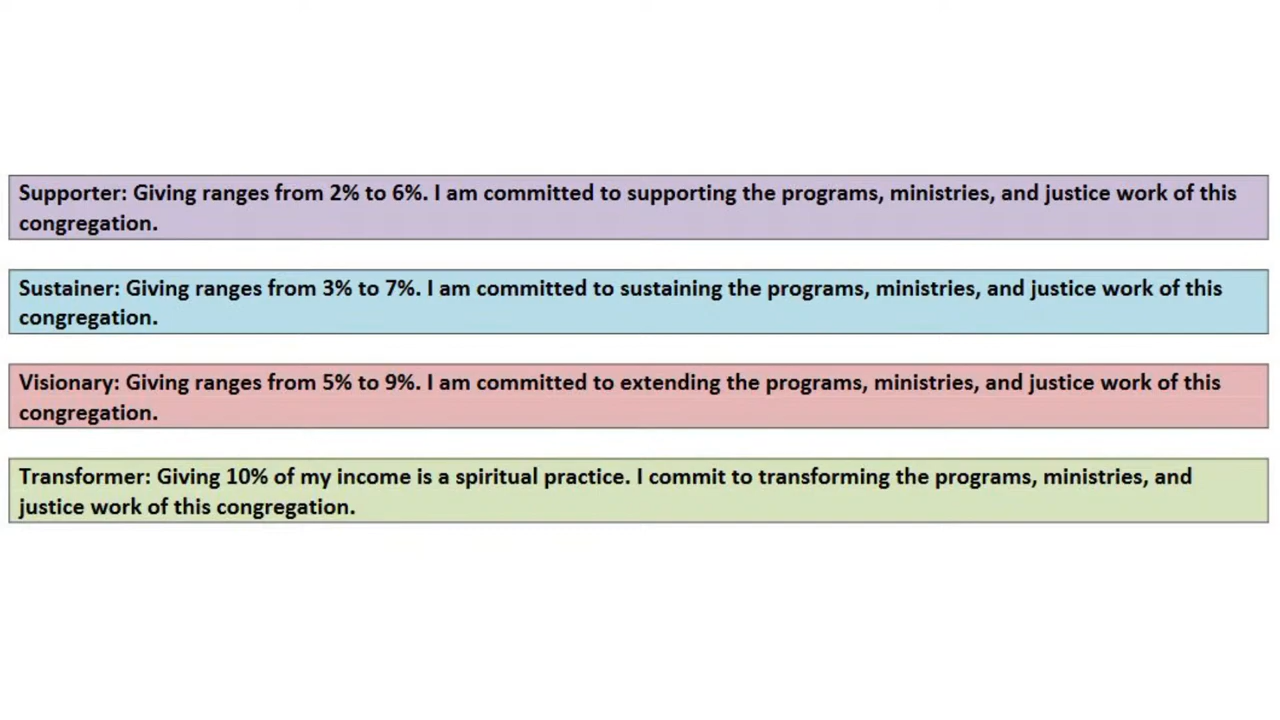 Supporter: Giving ranges from 2% to 6%. I am committed to supporting the programs, ministries, and justice work of this
congregation.
Sustainer: Giving ranges from 3% to 7%. I am committed to sustaining the programs, ministries, and justice work of this
congregation.
Visionary: Giving ranges from 5% to 9%. I am committed to extending the programs, ministries, and justice work of this
congregation.
Transformer: Giving 10% of my income is a spiritual practice. I commit to transforming the programs, ministries, and
justice work of this congregation.